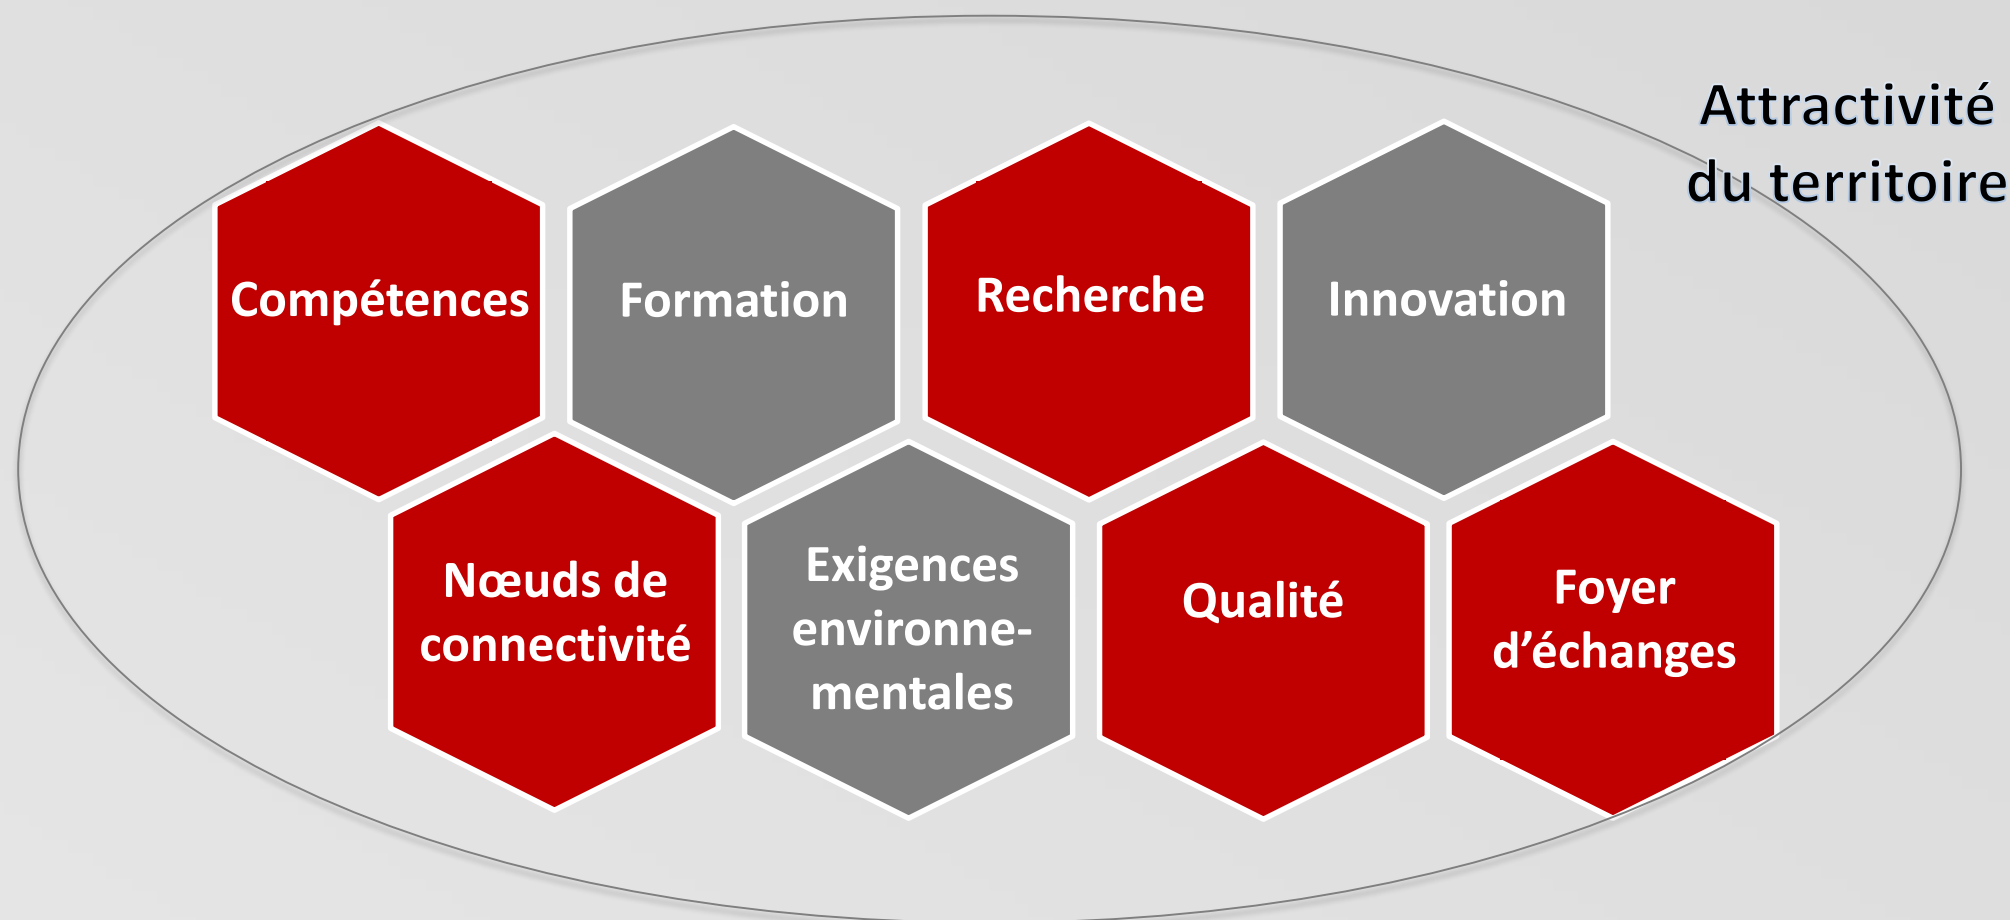 Attractivité
du territoire
Compétences
Formation
Recherche
Innovation
Nœuds de
connectivité
Exigences
environne-
mentales
Qualité
Foyer
d’échanges